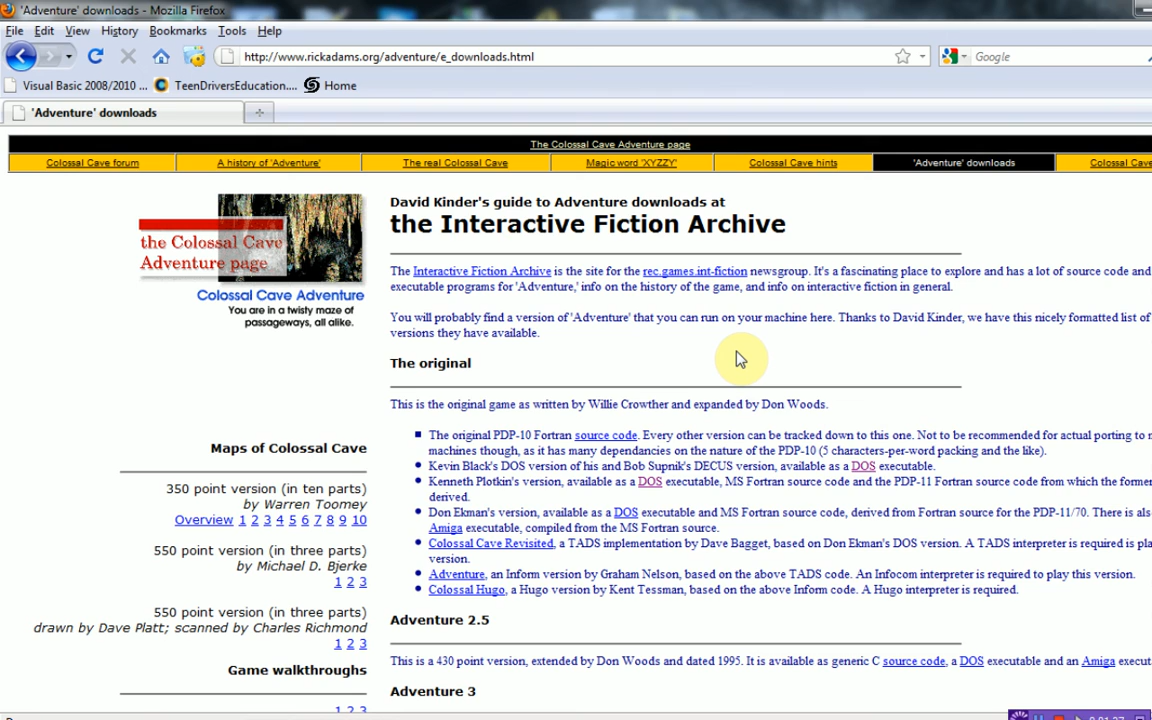 'Adventure' downloads - Mozilla Firefox
File Edit View History Bookmarks Tools Help
http://www.rickadams.org/adventure/e_downloads.html
Google
Visual Basic 2008/2010 ... TeenDriversEducation.... Home
'Adventure' downloads
The Colossal Cave Adventure page
Colossal Cave forum A history of 'Adventure' The real Colossal Cave Magic word 'XYZZY' Colossal Cave hints 'Adventure' downloads Colossal Cav
the Colossal Cave
Adventure page
Colossal Cave Adventure
You are in a twisty maze of
passageways, all alike.
Maps of Colossal Cave
350 point version (in ten parts)
by Warren Toomey
Overview 1 2 3 4 5 6 7 8 9 10
550 point version (in three parts)
by Michael D. Bjerke
1 2 3
550 point version (in three parts)
drawn by Dave Platt; scanned by Charles Richmond
1 2 3
Game walkthroughs
1 2 3
David Kinder's guide to Adventure downloads at
the Interactive Fiction Archive
The Interactive Fiction Archive is the site for the rec.games.int-fiction newsgroup. It's a fascinating place to explore and has a lot of source code and
executable programs for 'Adventure,' info on the history of the game, and info on interactive fiction in general.
You will probably find a version of 'Adventure' that you can run on your machine here. Thanks to David Kinder, we have this nicely formatted list of
versions they have available.
The original
This is the original game as written by Willie Crowther and expanded by Don Woods.
The original PDP-10 Fortran source code. Every other version can be tracked down to this one. Not to be recommended for actual porting to
machines though, as it has many dependancies on the nature of the PDP-10 (5 characters-per-word packing and the like).
Kevin Black's DOS version of his and Bob Supnik's DECUS version, available as a DOS executable.
Kenneth Plotkin's version, available as a DOS executable, MS Fortran source code and the PDP-11 Fortran source code from which the former
derived.
Don Ekman's version, available as a DOS executable and MS Fortran source code, derived from Fortran source for the PDP-11/70. There is als
Amiga executable, compiled from the MS Fortran source.
Colossal Cave Revisited, a TADS implementation by Dave Bagget, based on Don Ekman's DOS version. A TADS interpreter is required is pla
version.
Adventure, an Inform version by Graham Nelson, based on the above TADS code. An Infocom interpreter is required to play this version.
Colossal Hugo, a Hugo version by Kent Tessman, based on the above Inform code. A Hugo interpreter is required.
Adventure 2.5
This is a 430 point version, extended by Don Woods and dated 1995. It is available as generic C source code, a DOS executable and an Amiga execut
Adventure 3